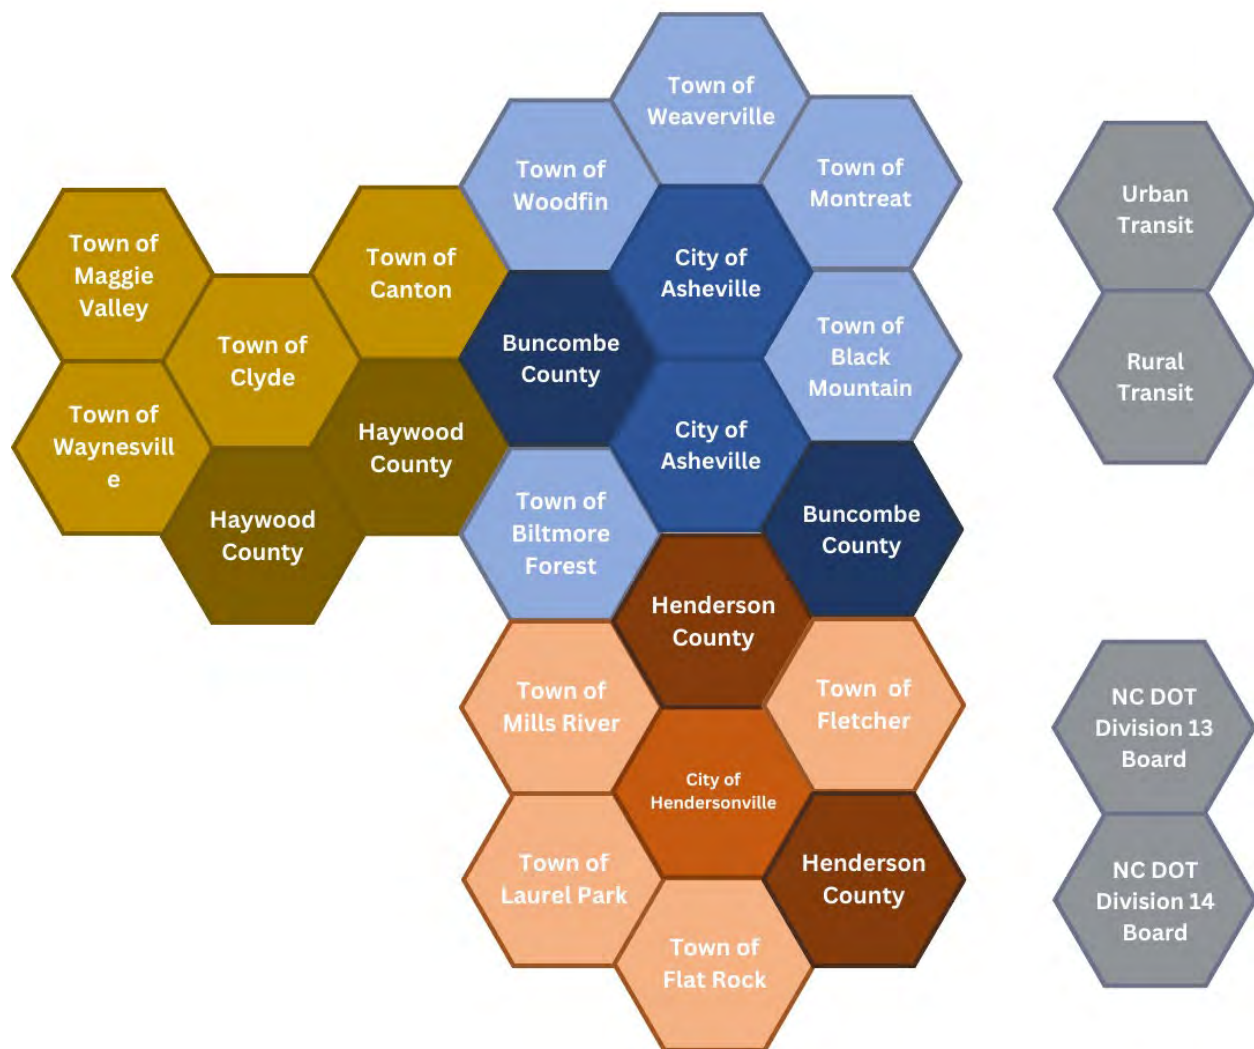 Town of
Weaverville
Town of
Woodfin
Town of
Montreat
Urban
Transit
Town of
Maggie
Valley
Town of
Canton
City of
Asheville
Town of
Clyde
Buncombe
County
Town of
Black
Mountain
Rural
Transit
Town of
Waynesvill
e
Haywood
County
City of
Asheville
Haywood
County
Town of
Biltmore
Forest
Buncombe
County
Henderson
County
Town of
Mills River
Town  of
Fletcher
NC DOT
Division 13
Board
City of
Hendersonville
Town of
Laurel Park
Henderson
County
NC DOT
Division 14
Board
Town of
Flat Rock